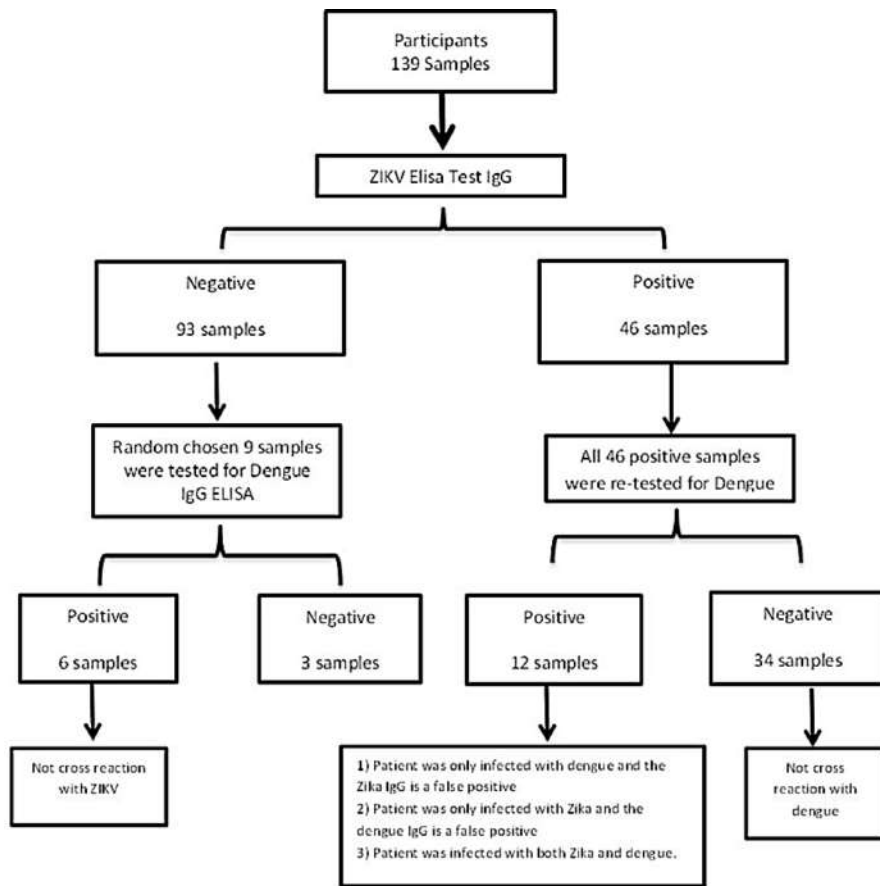 Participants
139 Samples
ZIKV Elisa Test IgG
Negative
93 samples
Positive
46 samples
Random chosen 9 samples
were tested for Dengue
IgG ELISA
All 46 positive samples
were re-tested for Dengue
Positive
6 samples
Negative
3 samples
Positive
12 samples
Negative
34 samples
Not cross reaction
with ZIKV
1) Patient was only infected with dengue and the
Zika IgG is a false positive
2) Patient was only infected with Zika and the
dengue IgG is a false positive
3) Patient was infected with both Zika and dengue.
Not cross
reaction with
dengue